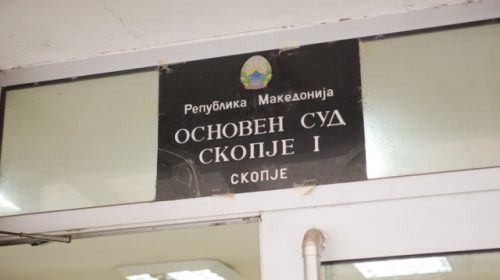 Република Македонија
ОСНОВЕН СУД
СКОПЈЕ I
СКОПЈЕ